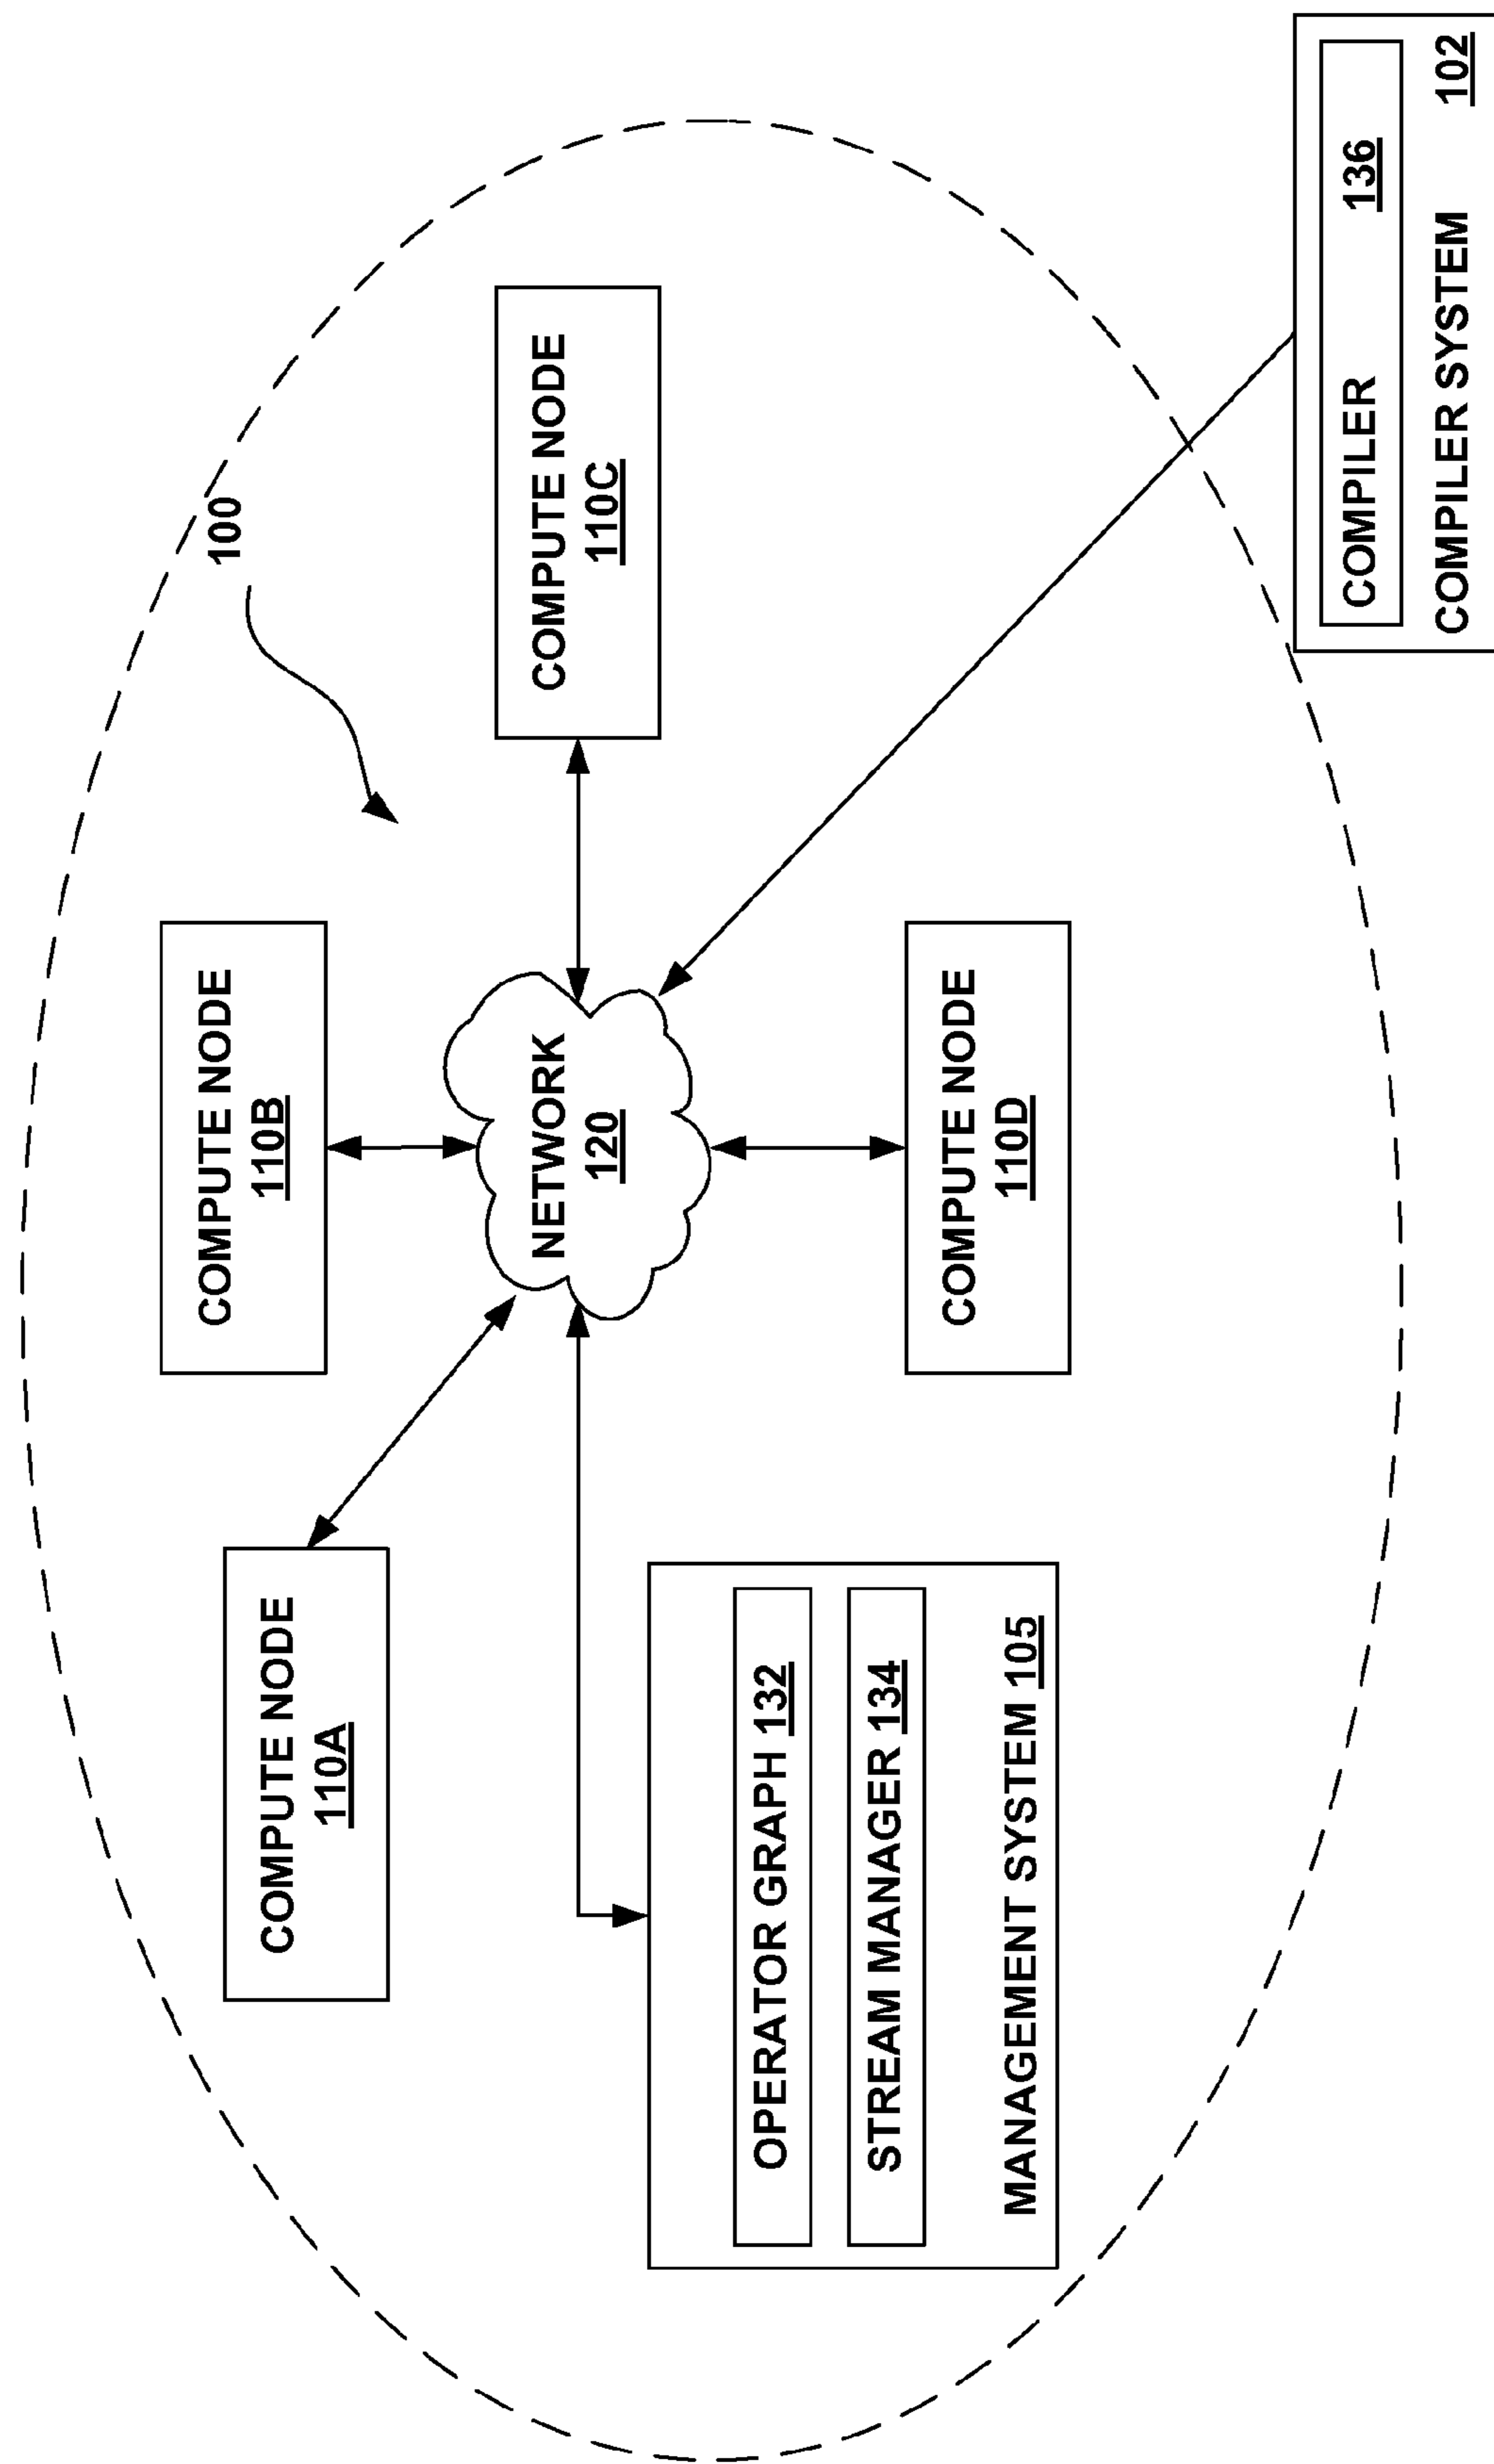 100
COMPUTE NODE
110B
COMPUTE NODE
110A
NETWORK
120
COMPUTE NODE
110C
OPERATOR GRAPH 132
STREAM MANAGER 134
MANAGEMENT SYSTEM 105
COMPUTE NODE
110D
COMPILER 136
COMPILER SYSTEM 102